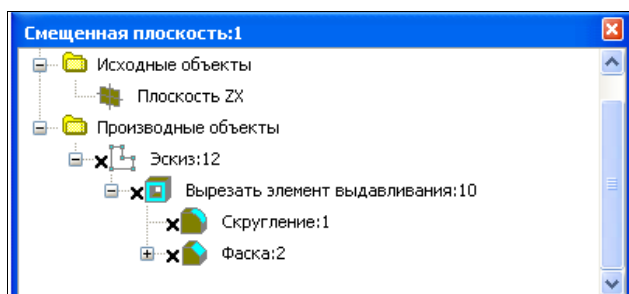 Смещенная плоскость:1
Исходные объекты
Плоскость ZX
Производные объекты
Эскиз:12
Вырезать элемент выдавливания:10
Скругление:1
Фаска:2